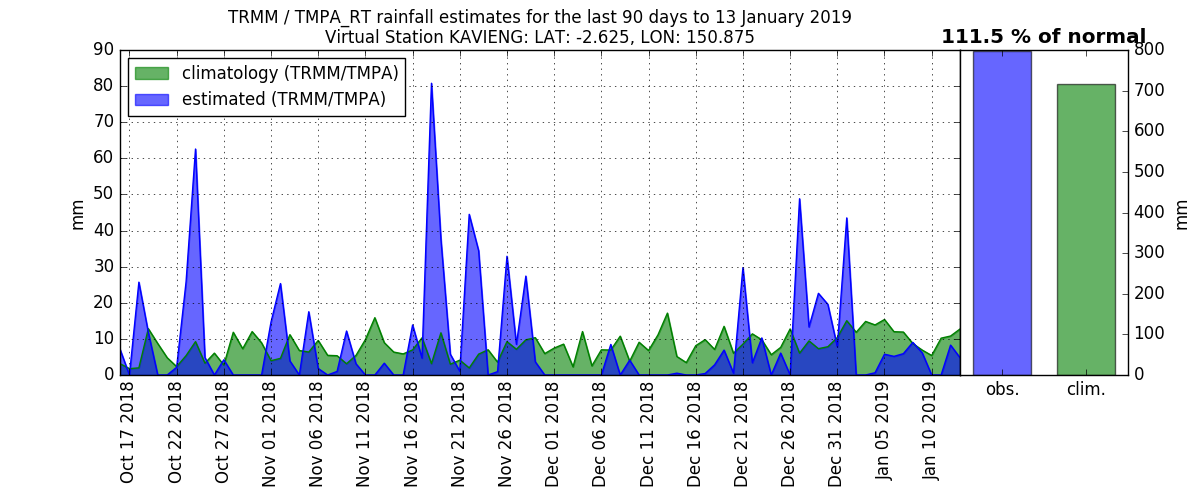 TRMM / TMPA_RT rainfall estimates for the last 90 days to 13 January 2019
Virtual Station KAVIENG: LAT: -2.625, LON: 150.875
111.5 % of normal
climatology (TRMM/TMPA)
estimated (TRMM/TMPA)
mm
90
80
70
60
50
40
30
20
10
0
Oct 17 2018
Oct 22 2018
Oct 27 2018
Nov 01 2018
Nov 06 2018
Nov 11 2018
Nov 16 2018
Nov 21 2018
Nov 26 2018
Dec 01 2018
Dec 06 2018
Dec 11 2018
Dec 16 2018
Dec 21 2018
Dec 26 2018
Dec 31 2018
Jan 05 2019
Jan 10 2019
obs.
clim.
800
700
600
500
400
300
200
100
0
mm